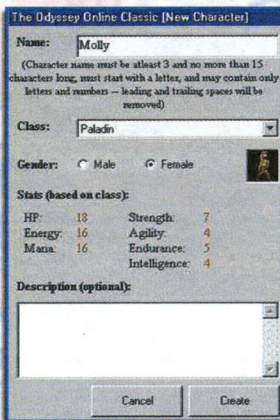 The Odyssey Online Classic [New Character]
Name: Molly
(Character name must be atleast 3 and no more than 15
characters long, must start with a letter, and may contain only
letters and numbers -- leading and trailing spaces will be
removed)
Class: Paladin
Gender: Male Female
Stats (based on class):
HP: 18 Strength: 7
Energy: 16 Agility: 4
Mana: 16 Endurance: 5
Intelligence: 4
Description (optional):
Cancel Create